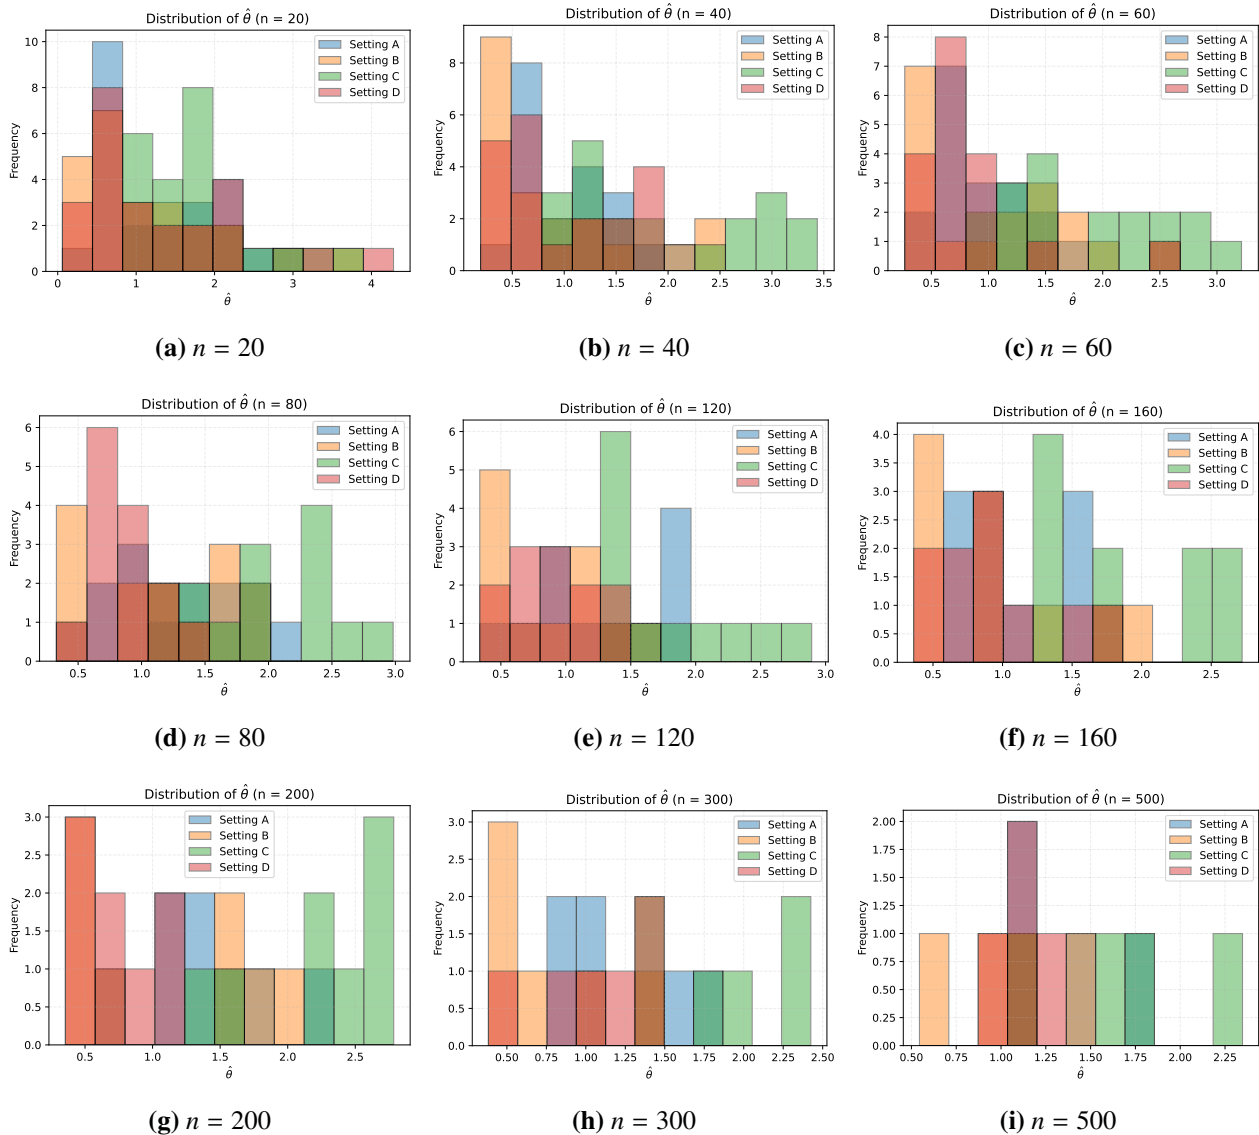 Distribution of θ̂ (n = 20)
Frequency
10
8
6
4
2
0
Setting A
Setting B
Setting C
Setting D
0 1 2 3 4
θ̂
(a) n = 20
Distribution of θ̂ (n = 40)
Frequency
8
6
4
2
0
Setting A
Setting B
Setting C
Setting D
0.5 1.0 1.5 2.0 2.5 3.0 3.5
θ̂
(b) n = 40
Distribution of θ̂ (n = 60)
Frequency
8
7
6
5
4
3
2
1
0
Setting A
Setting B
Setting C
Setting D
0.5 1.0 1.5 2.0 2.5 3.0
θ̂
(c) n = 60
Distribution of θ̂ (n = 80)
Frequency
6
5
4
3
2
1
0
Setting A
Setting B
Setting C
Setting D
0.5 1.0 1.5 2.0 2.5 3.0
θ̂
(d) n = 80
Distribution of θ̂ (n = 120)
Frequency
6
5
4
3
2
1
0
Setting A
Setting B
Setting C
Setting D
0.5 1.0 1.5 2.0 2.5 3.0
θ̂
(e) n = 120
Distribution of θ̂ (n = 160)
Frequency
4.0
3.5
3.0
2.5
2.0
1.5
1.0
0.5
0.0
Setting A
Setting B
Setting C
Setting D
0.5 1.0 1.5 2.0 2.5
θ̂
(f) n = 160
Distribution of θ̂ (n = 200)
Frequency
3.0
2.5
2.0
1.5
1.0
0.5
0.0
Setting A
Setting B
Setting C
Setting D
0.5 1.0 1.5 2.0 2.5
θ̂
(g) n = 200
Distribution of θ̂ (n = 300)
Frequency
3.0
2.5
2.0
1.5
1.0
0.5
0.0
Setting A
Setting B
Setting C
Setting D
0.50 0.75 1.00 1.25 1.50 1.75 2.00 2.25 2.50
θ̂
(h) n = 300
Distribution of θ̂ (n = 500)
Frequency
2.00
1.75
1.50
1.25
1.00
0.75
0.50
0.25
0.00
Setting A
Setting B
Setting C
Setting D
0.50 0.75 1.00 1.25 1.50 1.75 2.00 2.25
θ̂
(i) n = 500